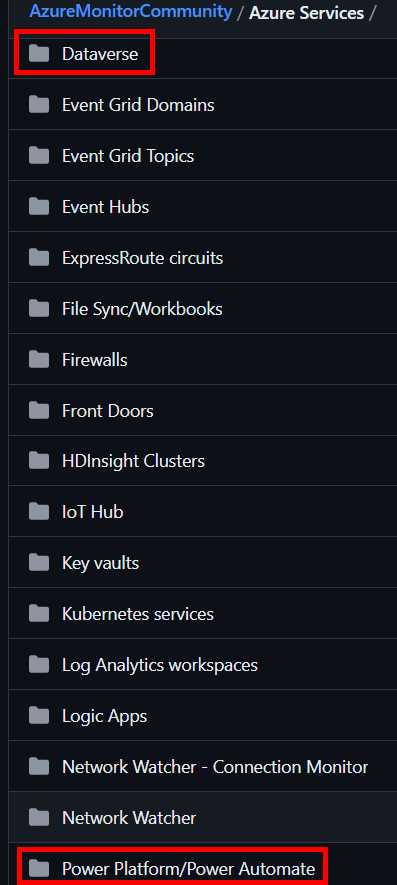 AzureMonitorCommunity / Azure Services /
Dataverse
Event Grid Domains
Event Grid Topics
Event Hubs
ExpressRoute circuits
File Sync/Workbooks
Firewalls
Front Doors
HDInsight Clusters
IoT Hub
Key vaults
Kubernetes services
Log Analytics workspaces
Logic Apps
Network Watcher - Connection Monitor
Network Watcher
Power Platform/Power Automate